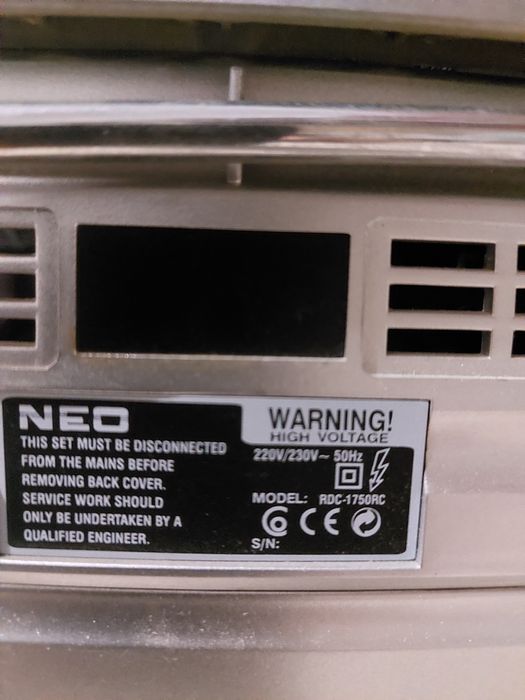 NEO
THIS SET MUST BE DISCONNECTED
FROM THE MAINS BEFORE
REMOVING BACK COVER.
SERVICE WORK SHOULD
ONLY BE UNDERTAKEN BY A
QUALIFIED ENGINEER.
WARNING!
HIGH VOLTAGE
220V/230V~ 50Hz
MODEL: RDC-1750RC
CE
S/N: